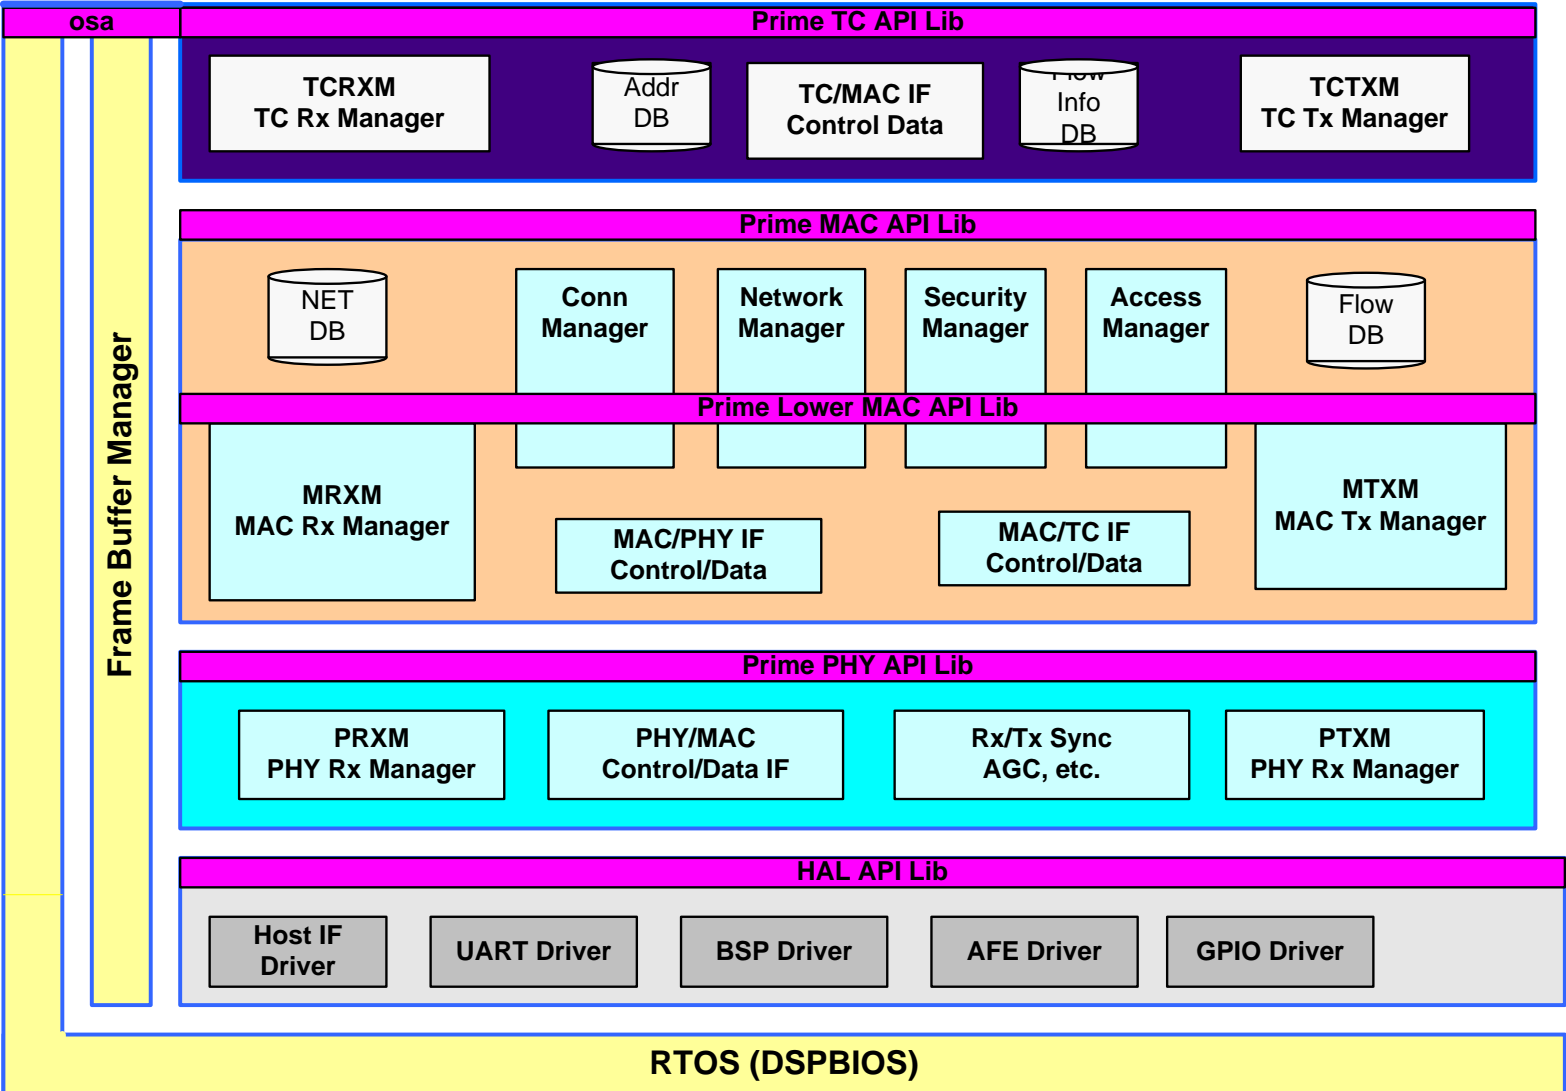 osa
Prime TC API Lib
TCRXM
TC Rx Manager
Addr
DB
TC/MAC IF
Control Data
Flow
Info
DB
TCTXM
TC Tx Manager
Prime MAC API Lib
NET
DB
Conn
Manager
Network
Manager
Security
Manager
Access
Manager
Flow
DB
Prime Lower MAC API Lib
MRXM
MAC Rx Manager
MAC/PHY IF
Control/Data
MAC/TC IF
Control/Data
MTXM
MAC Tx Manager
Frame Buffer Manager
Prime PHY API Lib
PRXM
PHY Rx Manager
PHY/MAC
Control/Data IF
Rx/Tx Sync
AGC, etc.
PTXM
PHY Rx Manager
HAL API Lib
Host IF
Driver
UART Driver
BSP Driver
AFE Driver
GPIO Driver
RTOS (DSPBIOS)